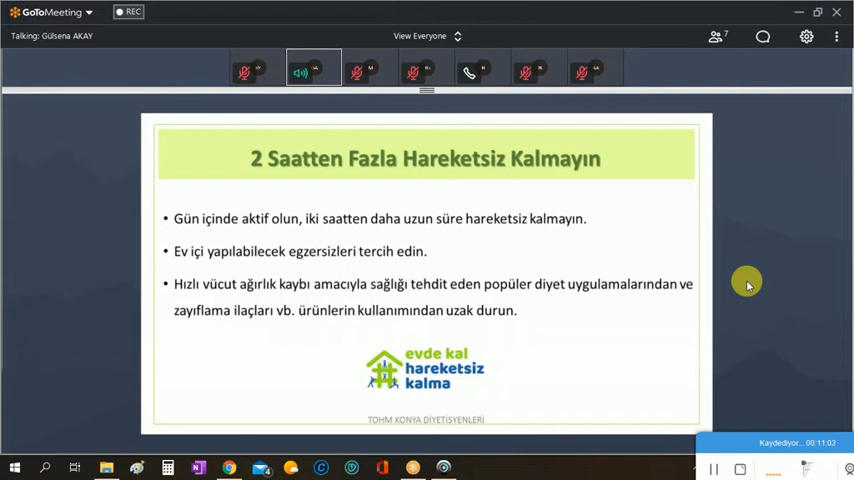 GoToMeeting
REC
Talking: Gülsena AKAY
View Everyone
7
2 Saatten Fazla Hareketsiz Kalmayın
• Gün içinde aktif olun, iki saatten daha uzun süre hareketsiz kalmayın.
• Ev içi yapılabilecek egzersizleri tercih edin.
• Hızlı vücut ağırlık kaybı amacıyla sağlığı tehdit eden popüler diyet uygulamalarından ve
zayıflama ilaçları vb. ürünlerin kullanımından uzak durun.
evde kal
hareketsiz
kalma
TOHM KONYA DİYETİSYENLERİ
Kaydediyor... 00:11:03